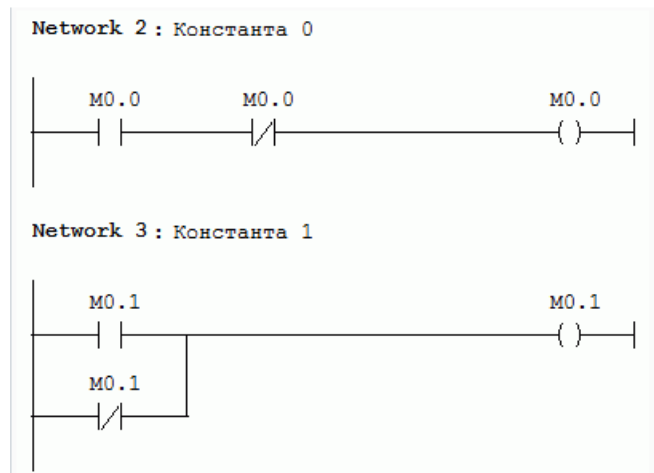 Network 2 : Константа 0
M0.0 M0.0 M0.0
Network 3 : Константа 1
M0.1 M0.1
M0.1